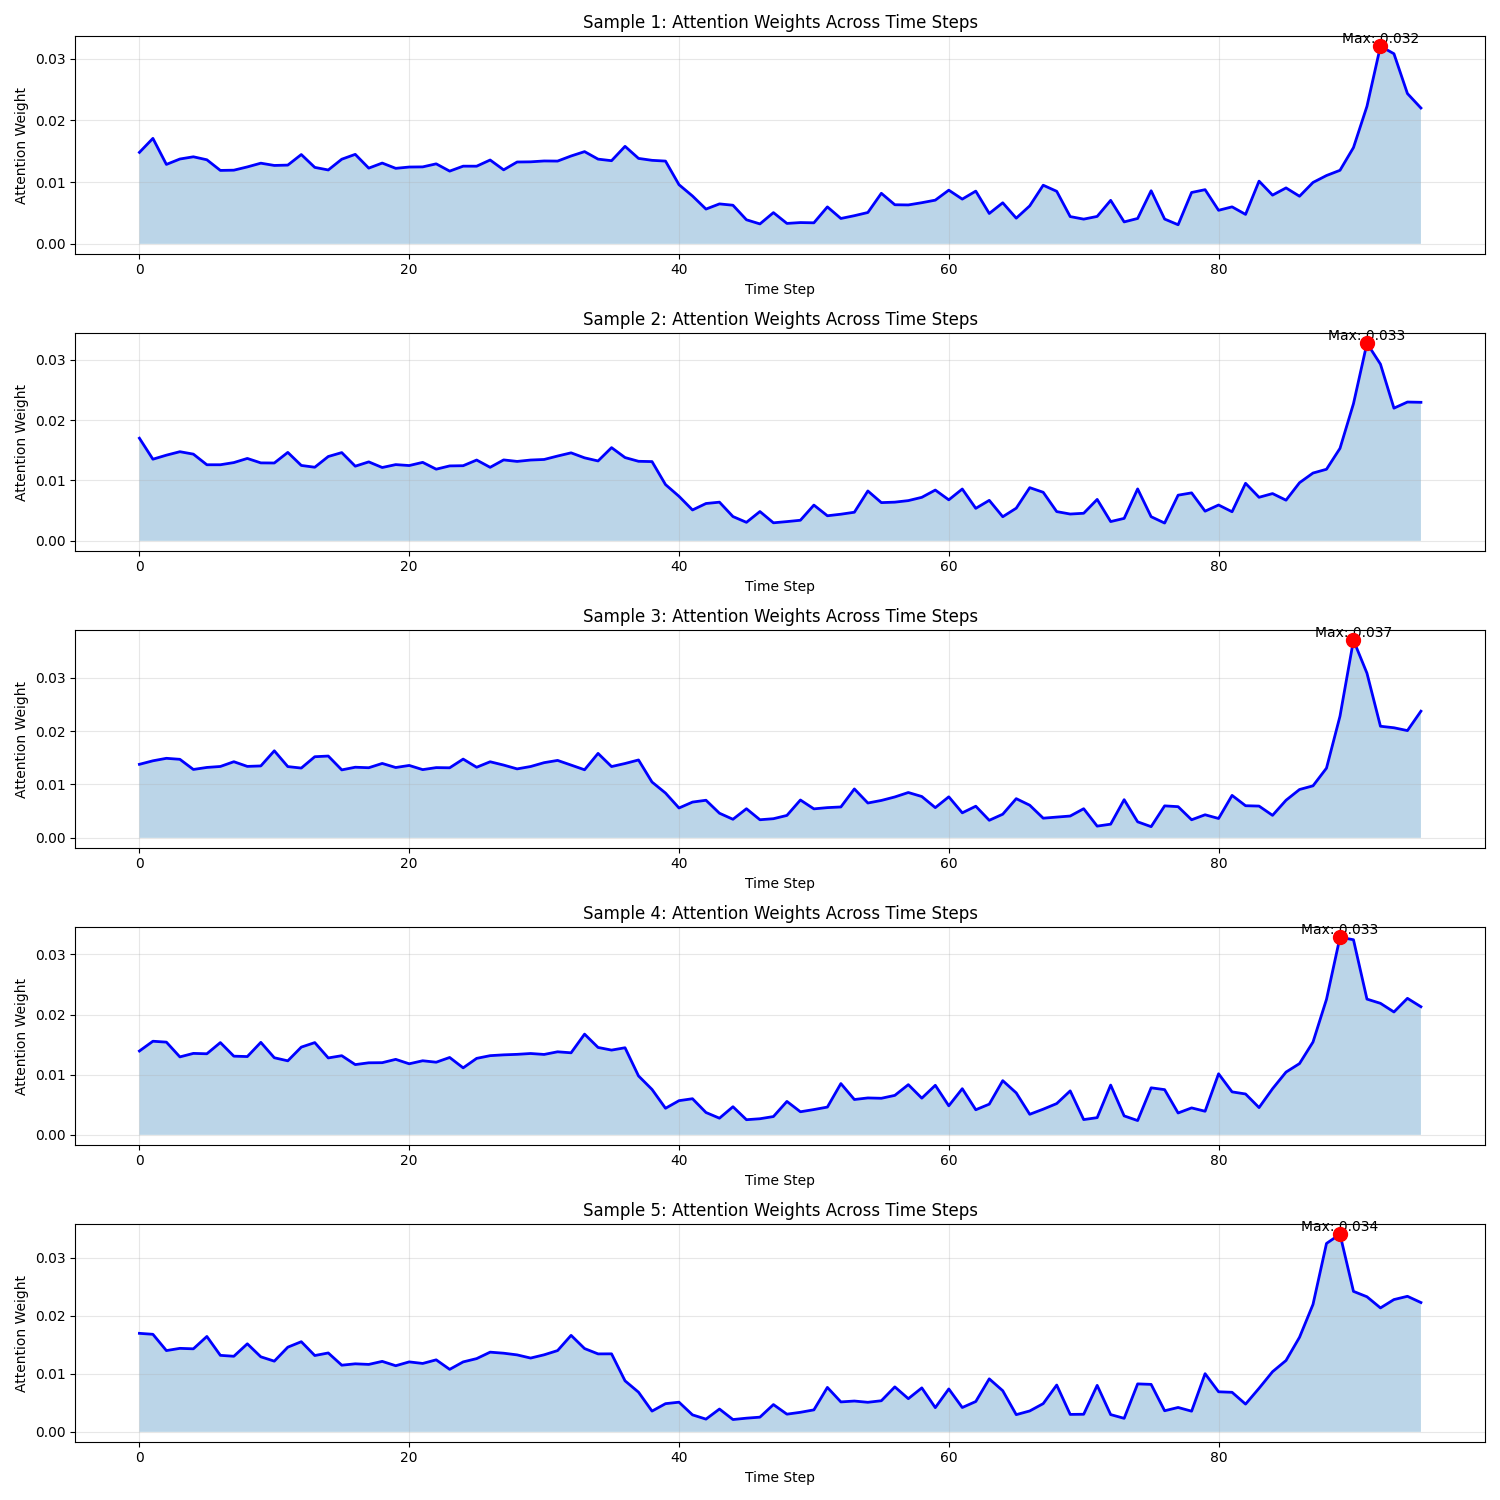 Sample 1: Attention Weights Across Time Steps
Max: 0.032
0.03
0.02
0.01
0.00
Attention Weight
0 20 40 60 80
Time Step
Sample 2: Attention Weights Across Time Steps
Max: 0.033
0.03
0.02
0.01
0.00
Attention Weight
0 20 40 60 80
Time Step
Sample 3: Attention Weights Across Time Steps
Max: 0.037
0.03
0.02
0.01
0.00
Attention Weight
0 20 40 60 80
Time Step
Sample 4: Attention Weights Across Time Steps
Max: 0.033
0.03
0.02
0.01
0.00
Attention Weight
0 20 40 60 80
Time Step
Sample 5: Attention Weights Across Time Steps
Max: 0.034
0.03
0.02
0.01
0.00
Attention Weight
0 20 40 60 80
Time Step